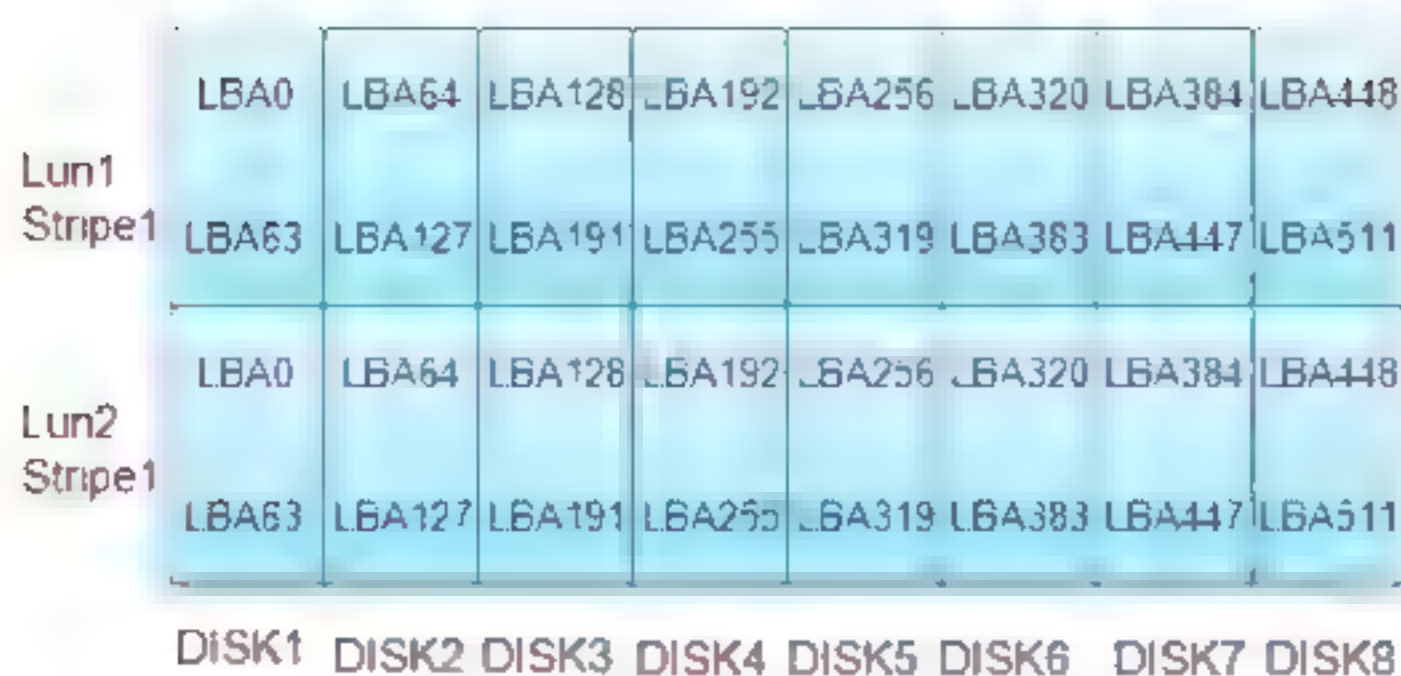 LBA0 LBA64 LBA128 LBA192 LBA256 LBA320 LBA384 LBA448
Lun1
Stripe1
LBA63 LBA127 LBA191 LBA255 LBA319 LBA383 LBA447 LBA511
LBA0 LBA64 LBA128 LBA192 LBA256 LBA320 LBA384 LBA448
Lun2
Stripe1
LBA63 LBA127 LBA191 LBA255 LBA319 LBA383 LBA447 LBA511
DISK1 DISK2 DISK3 DISK4 DISK5 DISK6 DISK7 DISK8